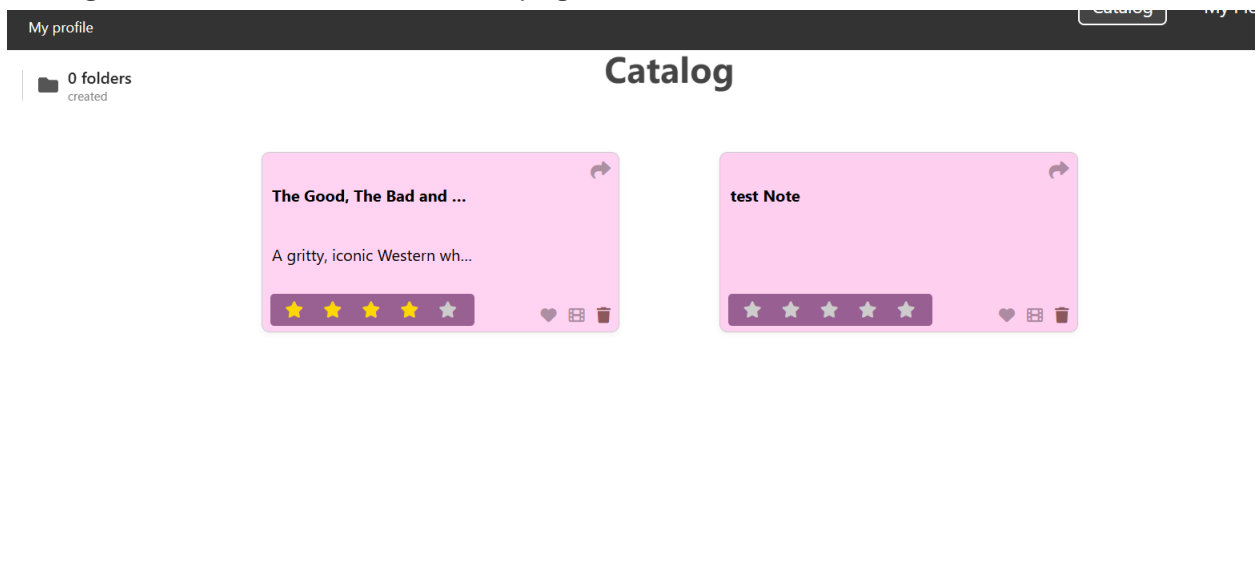 Catalog
My profile
0 folders
created
Catalog
The Good, The Bad and ...
A gritty, iconic Western wh...
test Note